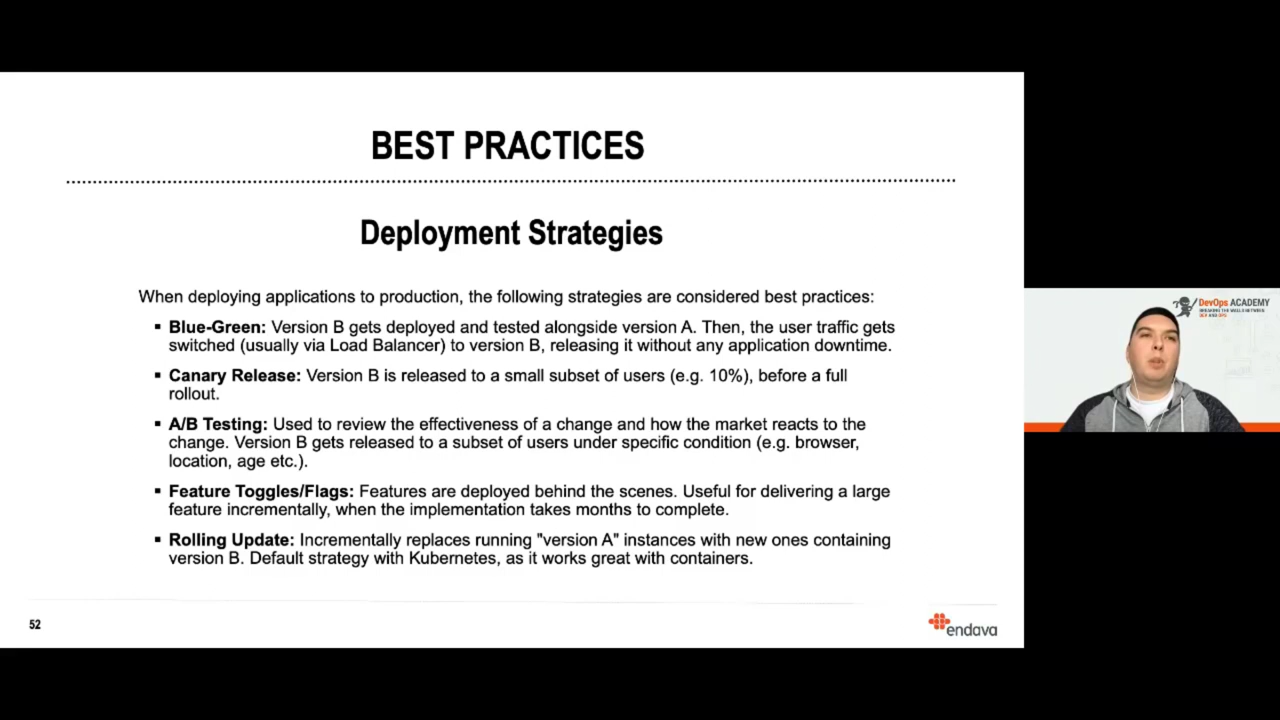 BEST PRACTICES
Deployment Strategies
When deploying applications to production, the following strategies are considered best practices:
▪ Blue-Green: Version B gets deployed and tested alongside version A. Then, the user traffic gets
switched (usually via Load Balancer) to version B, releasing it without any application downtime.
▪ Canary Release: Version B is released to a small subset of users (e.g. 10%), before a full
rollout.
▪ A/B Testing: Used to review the effectiveness of a change and how the market reacts to the
change. Version B gets released to a subset of users under specific condition (e.g. browser,
location, age etc.).
▪ Feature Toggles/Flags: Features are deployed behind the scenes. Useful for delivering a large
feature incrementally, when the implementation takes months to complete.
▪ Rolling Update: Incrementally replaces running "version A" instances with new ones containing
version B. Default strategy with Kubernetes, as it works great with containers.
52
endava
DevOps ACADEMY
BREAKING THE WALLS BETWEEN
DEV AND OPS